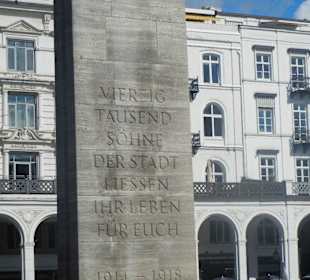 VIERZIG
TAUSEND
SÖHNE
DER STADT
LIESSEN
IHR LEBEN
FÜR EUCH
1914 – 1918